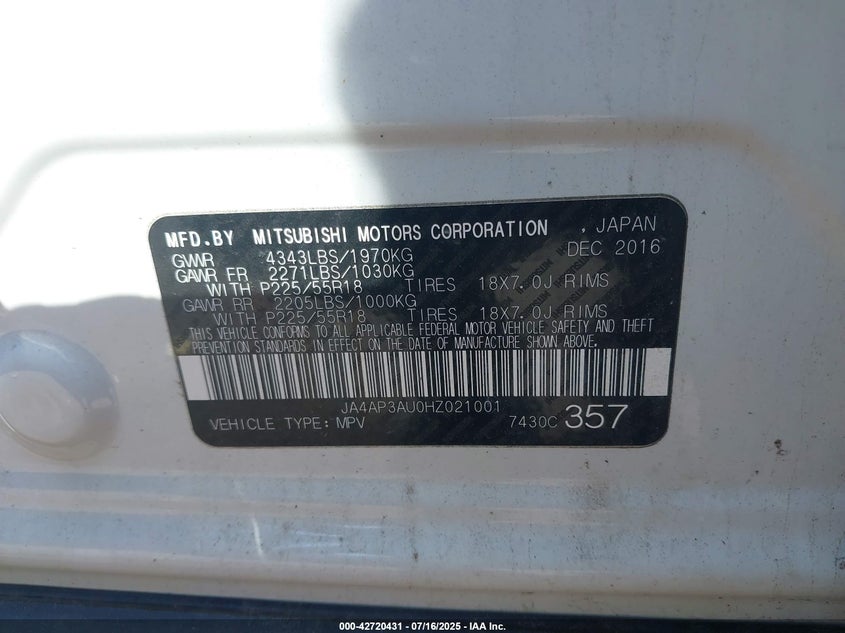 MFD.BY MITSUBISHI MOTORS CORPORATION , JAPAN
GVWR 4343LBS/1970KG DEC 2016
GAWR FR 2271LBS/1030KG
WITH P225/55R18 TIRES 18X7.0J RIMS
GAWR RR 2205LBS/1000KG
WITH P225/55R18 TIRES 18X7.0J RIMS
THIS VEHICLE CONFORMS TO ALL APPLICABLE FEDERAL MOTOR VEHICLE SAFETY AND THEFT
PREVENTION STANDARDS IN EFFECT ON THE DATE OF MANUFACTURE SHOWN ABOVE.
JA4AP3AU0HZ021001
VEHICLE TYPE: MPV 7430C 357
000-42720431 - 07/16/2025 - IAA Inc.